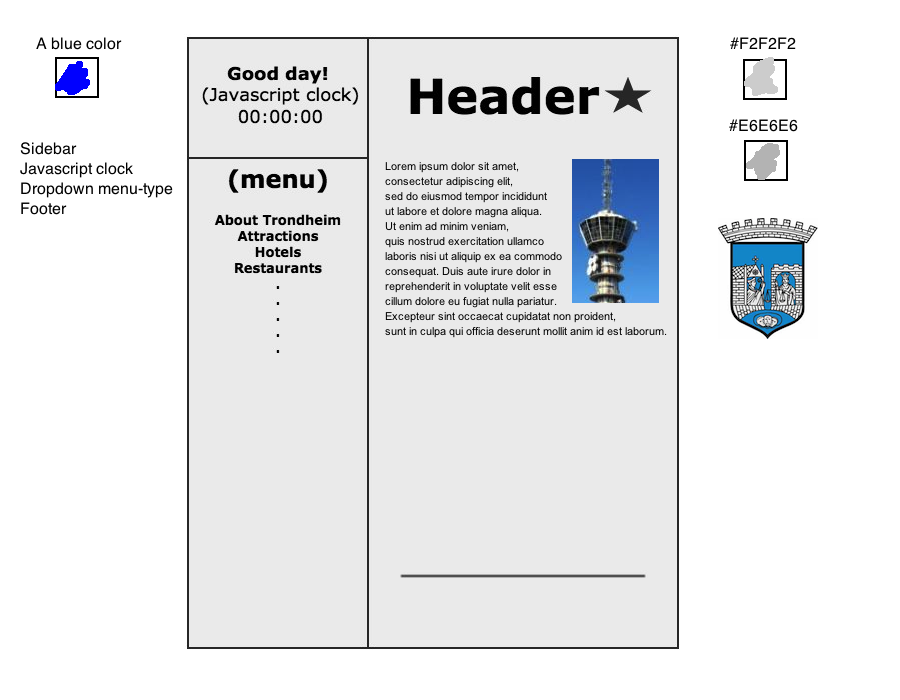 A blue color
Sidebar
Javascript clock
Dropdown menu-type
Footer
Good day!
(Javascript clock)
00:00:00
(menu)
About Trondheim
Attractions
Hotels
Restaurants
.
.
.
.
.
Header★
Lorem ipsum dolor sit amet,
consectetur adipiscing elit,
sed do eiusmod tempor incididunt
ut labore et dolore magna aliqua.
Ut enim ad minim veniam,
quis nostrud exercitation ullamco
laboris nisi ut aliquip ex ea commodo
consequat. Duis aute irure dolor in
reprehenderit in voluptate velit esse
cillum dolore eu fugiat nulla pariatur.
Excepteur sint occaecat cupidatat non proident,
sunt in culpa qui officia deserunt mollit anim id est laborum.
#F2F2F2
#E6E6E6